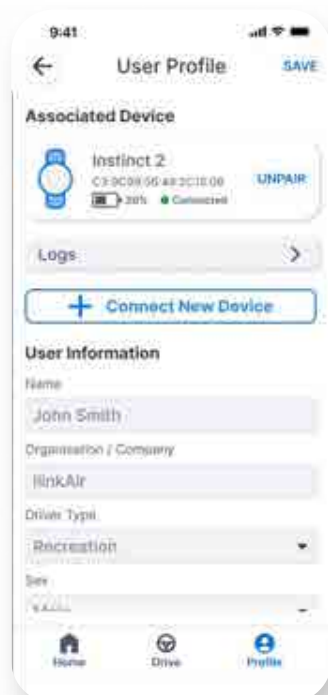 9:41
User Profile SAVE
Associated Device
Instinct 2
UNPAIR
Connected
Logs
+ Connect New Device
User Information
Name
John Smith
Organisation / Company
Driver Type
Recreation
Sex
Home Drive Profile